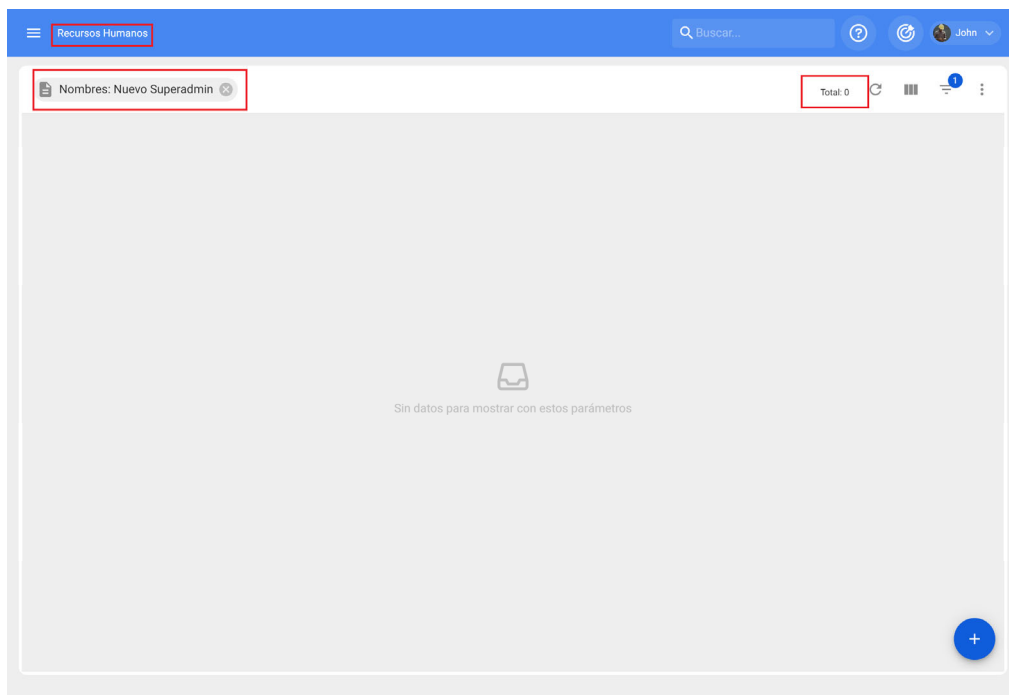 Recursos Humanos
Buscar...
John
Nombres: Nuevo Superadmin
Total: 0
1
Sin datos para mostrar con estos parámetros